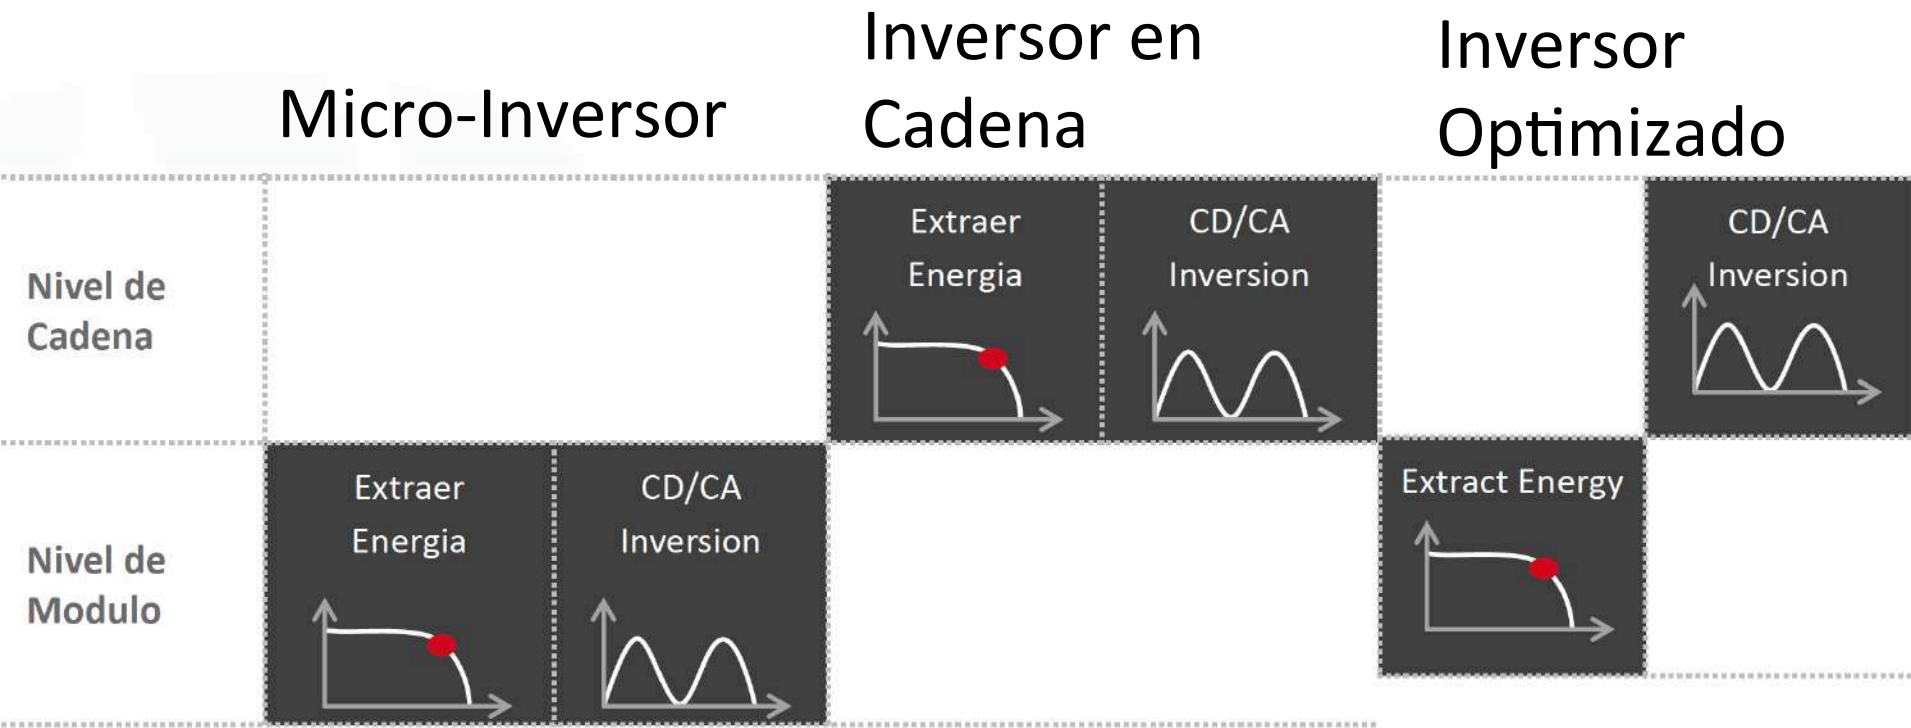 Micro-Inversor
Inversor en
Cadena
Inversor
Optimizado
Nivel de
Cadena
Extraer
Energia
CD/CA
Inversion
CD/CA
Inversion
Nivel de
Modulo
Extraer
Energia
CD/CA
Inversion
Extract Energy